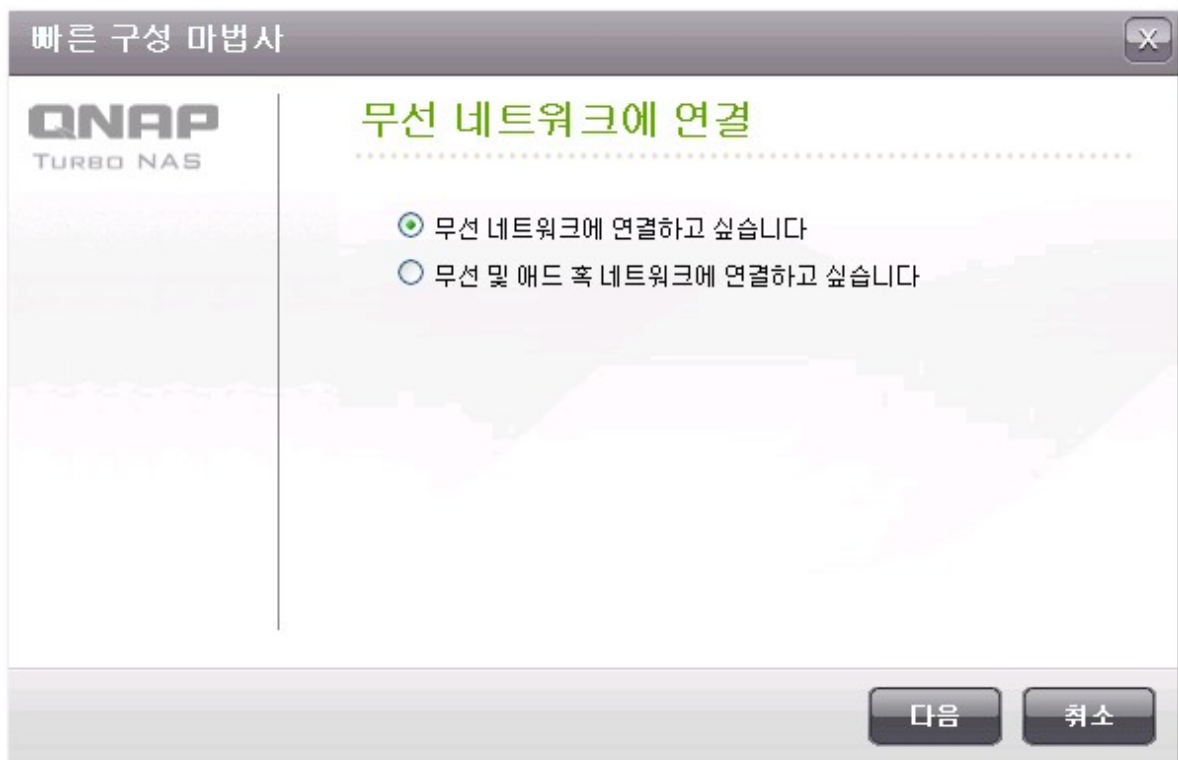 빠른 구성 마법사
X
QNAP
TURBO NAS
무선 네트워크에 연결
무선 네트워크에 연결하고 싶습니다
무선 및 애드 혹 네트워크에 연결하고 싶습니다
다음
취소